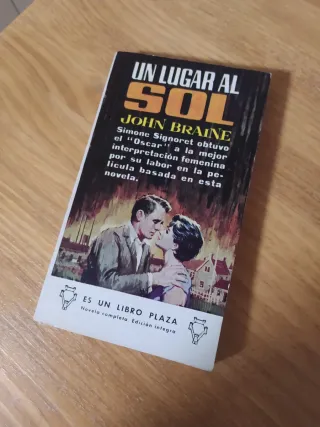 UN LUGAR AL
SOL
JOHN BRAINE
Simone Signoret obtuvo
el "Oscar" a la mejor
interpretación femenina
por su labor en la pe-
lícula basada en esta
novela.
ES UN LIBRO PLAZA
Novela completa. Edición íntegra